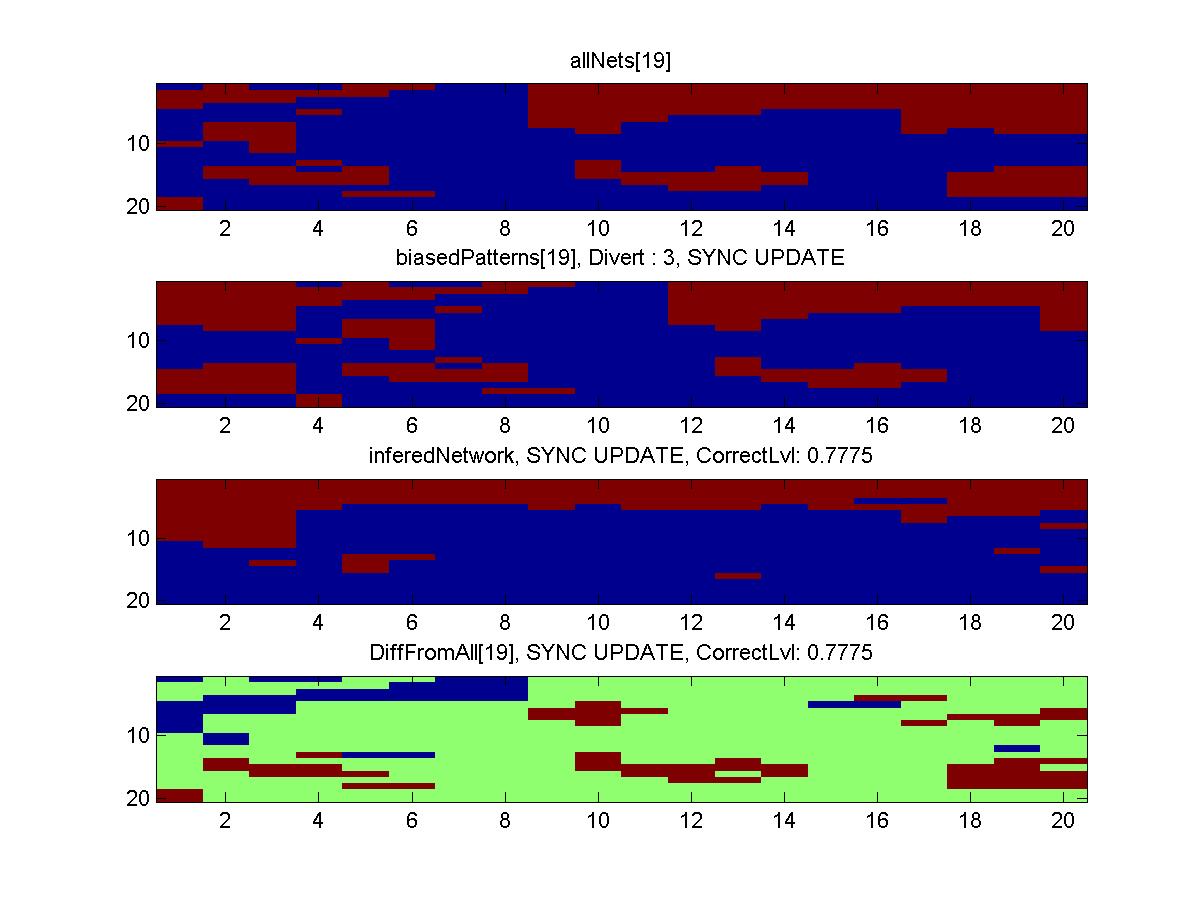 allNets[19]
10
20
2 4 6 8 10 12 14 16 18 20
biasedPatterns[19], Divert : 3, SYNC UPDATE
10
20
2 4 6 8 10 12 14 16 18 20
inferedNetwork, SYNC UPDATE, CorrectLvl: 0.7775
10
20
2 4 6 8 10 12 14 16 18 20
DiffFromAll[19], SYNC UPDATE, CorrectLvl: 0.7775
10
20
2 4 6 8 10 12 14 16 18 20